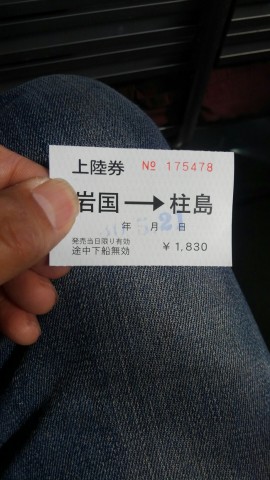 上陸券 № 175478
岩国→柱島
年 月 日
発売当日限り有効
途中下船無効 ￥1,830